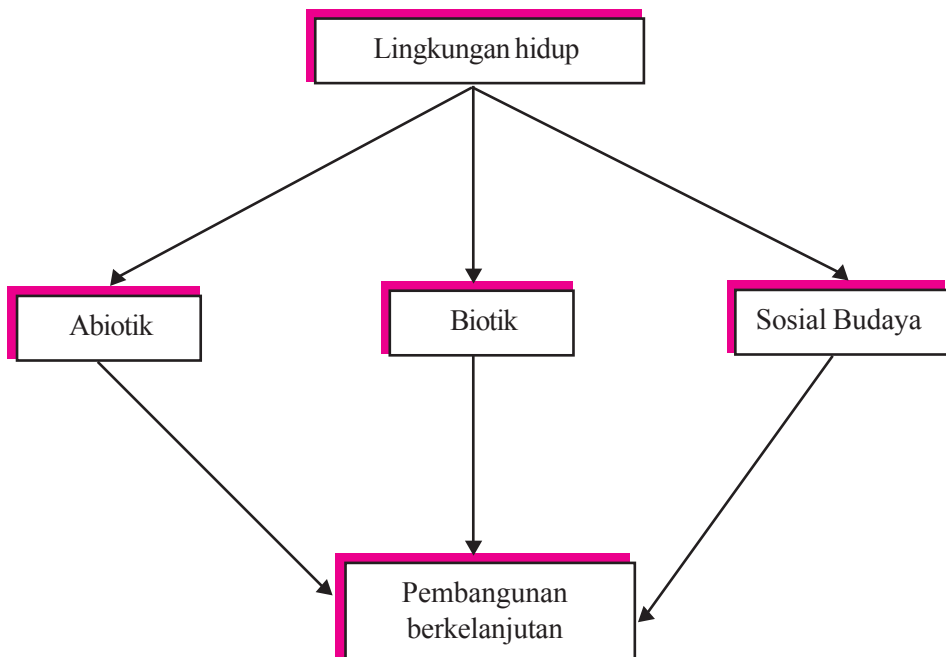 Lingkungan hidup
Abiotik
Biotik
Sosial Budaya
Pembangunan
berkelanjutan